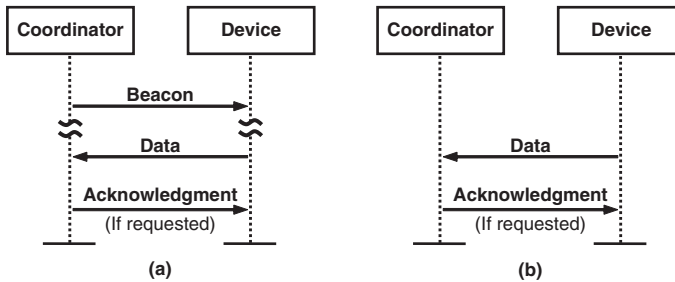 Coordinator
Device
Beacon
Data
Acknowledgment
(If requested)
(a)
Coordinator
Device
Data
Acknowledgment
(If requested)
(b)